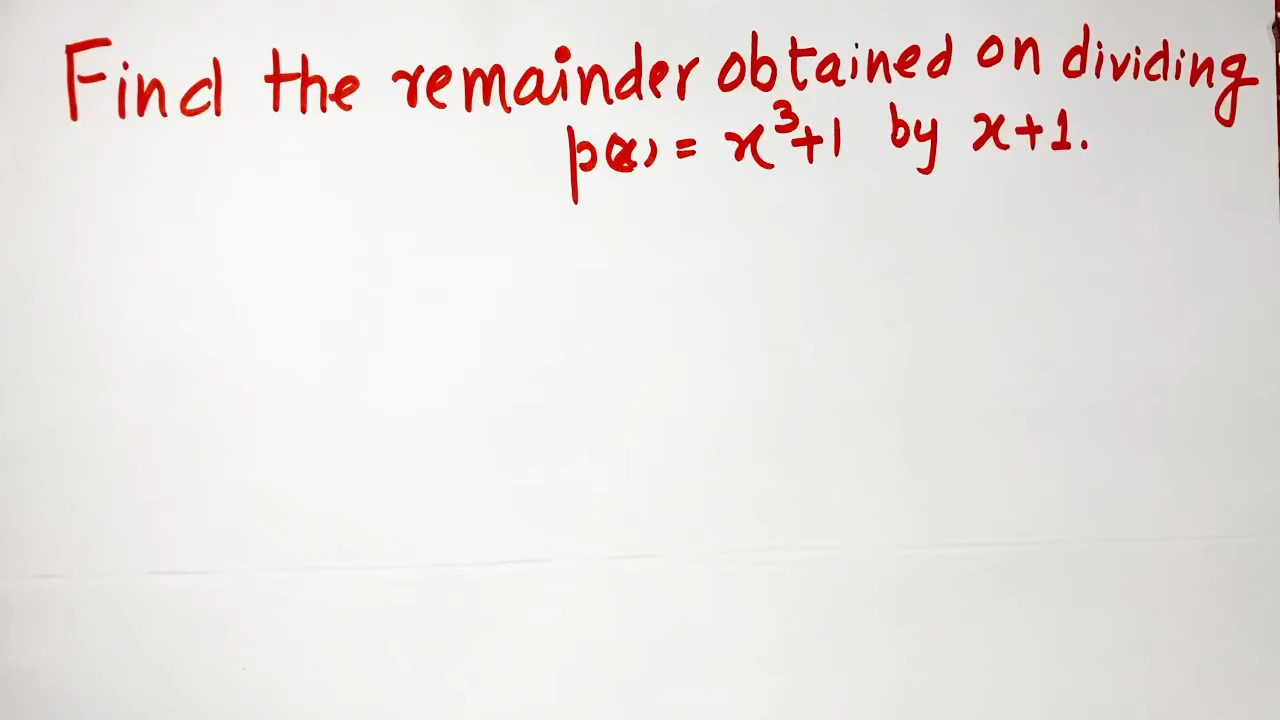 Find the remainder obtained on dividing
p(x) = x³+1 by x+1.